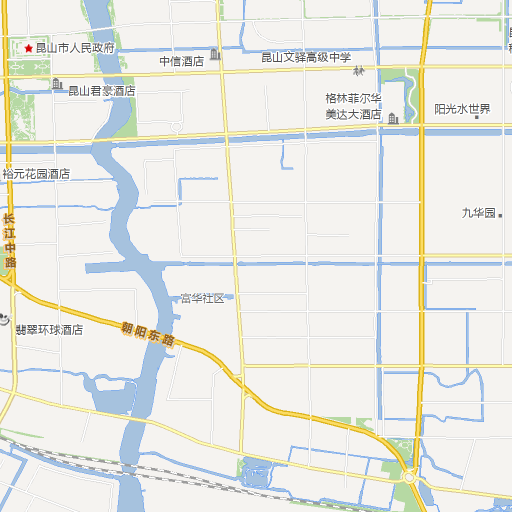 昆山市人民政府
中信酒店
昆山文驿高级中学
昆山君豪酒店
格林菲尔华
美达大酒店
阳光水世界
裕元花园酒店
九华园
长江中路
富华社区
翡翠环球酒店
朝阳东路